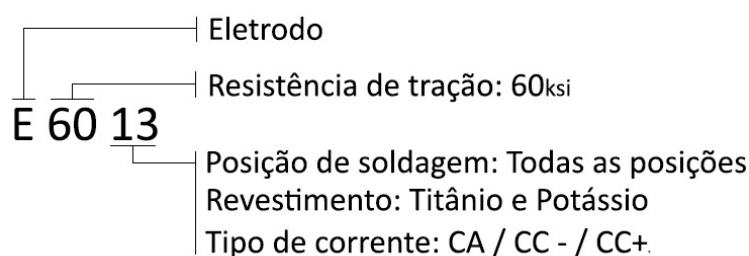 Eletrodo
Resistência de tração: 60ksi
E 60 13
Posição de soldagem: Todas as posições
Revestimento: Titânio e Potássio
Tipo de corrente: CA / CC - / CC+.